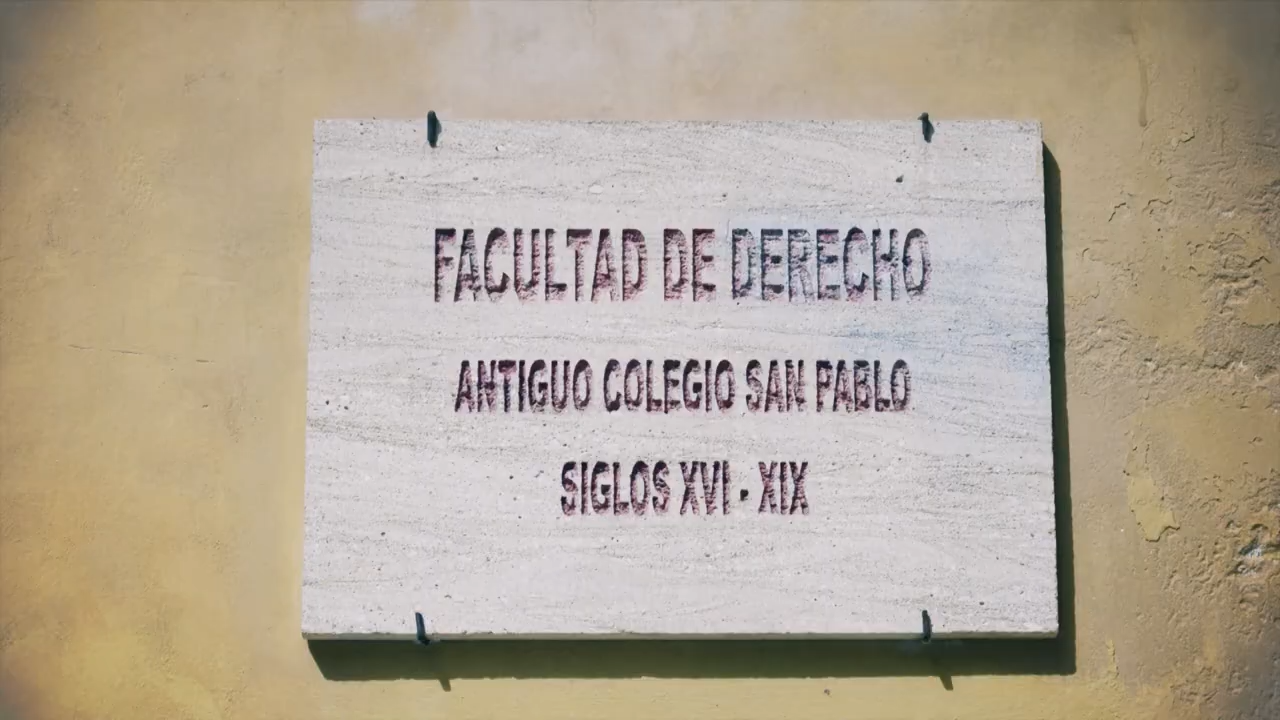 FACULTAD DE DERECHO
ANTIGUO COLEGIO SAN PABLO
SIGLOS XVI - XIX